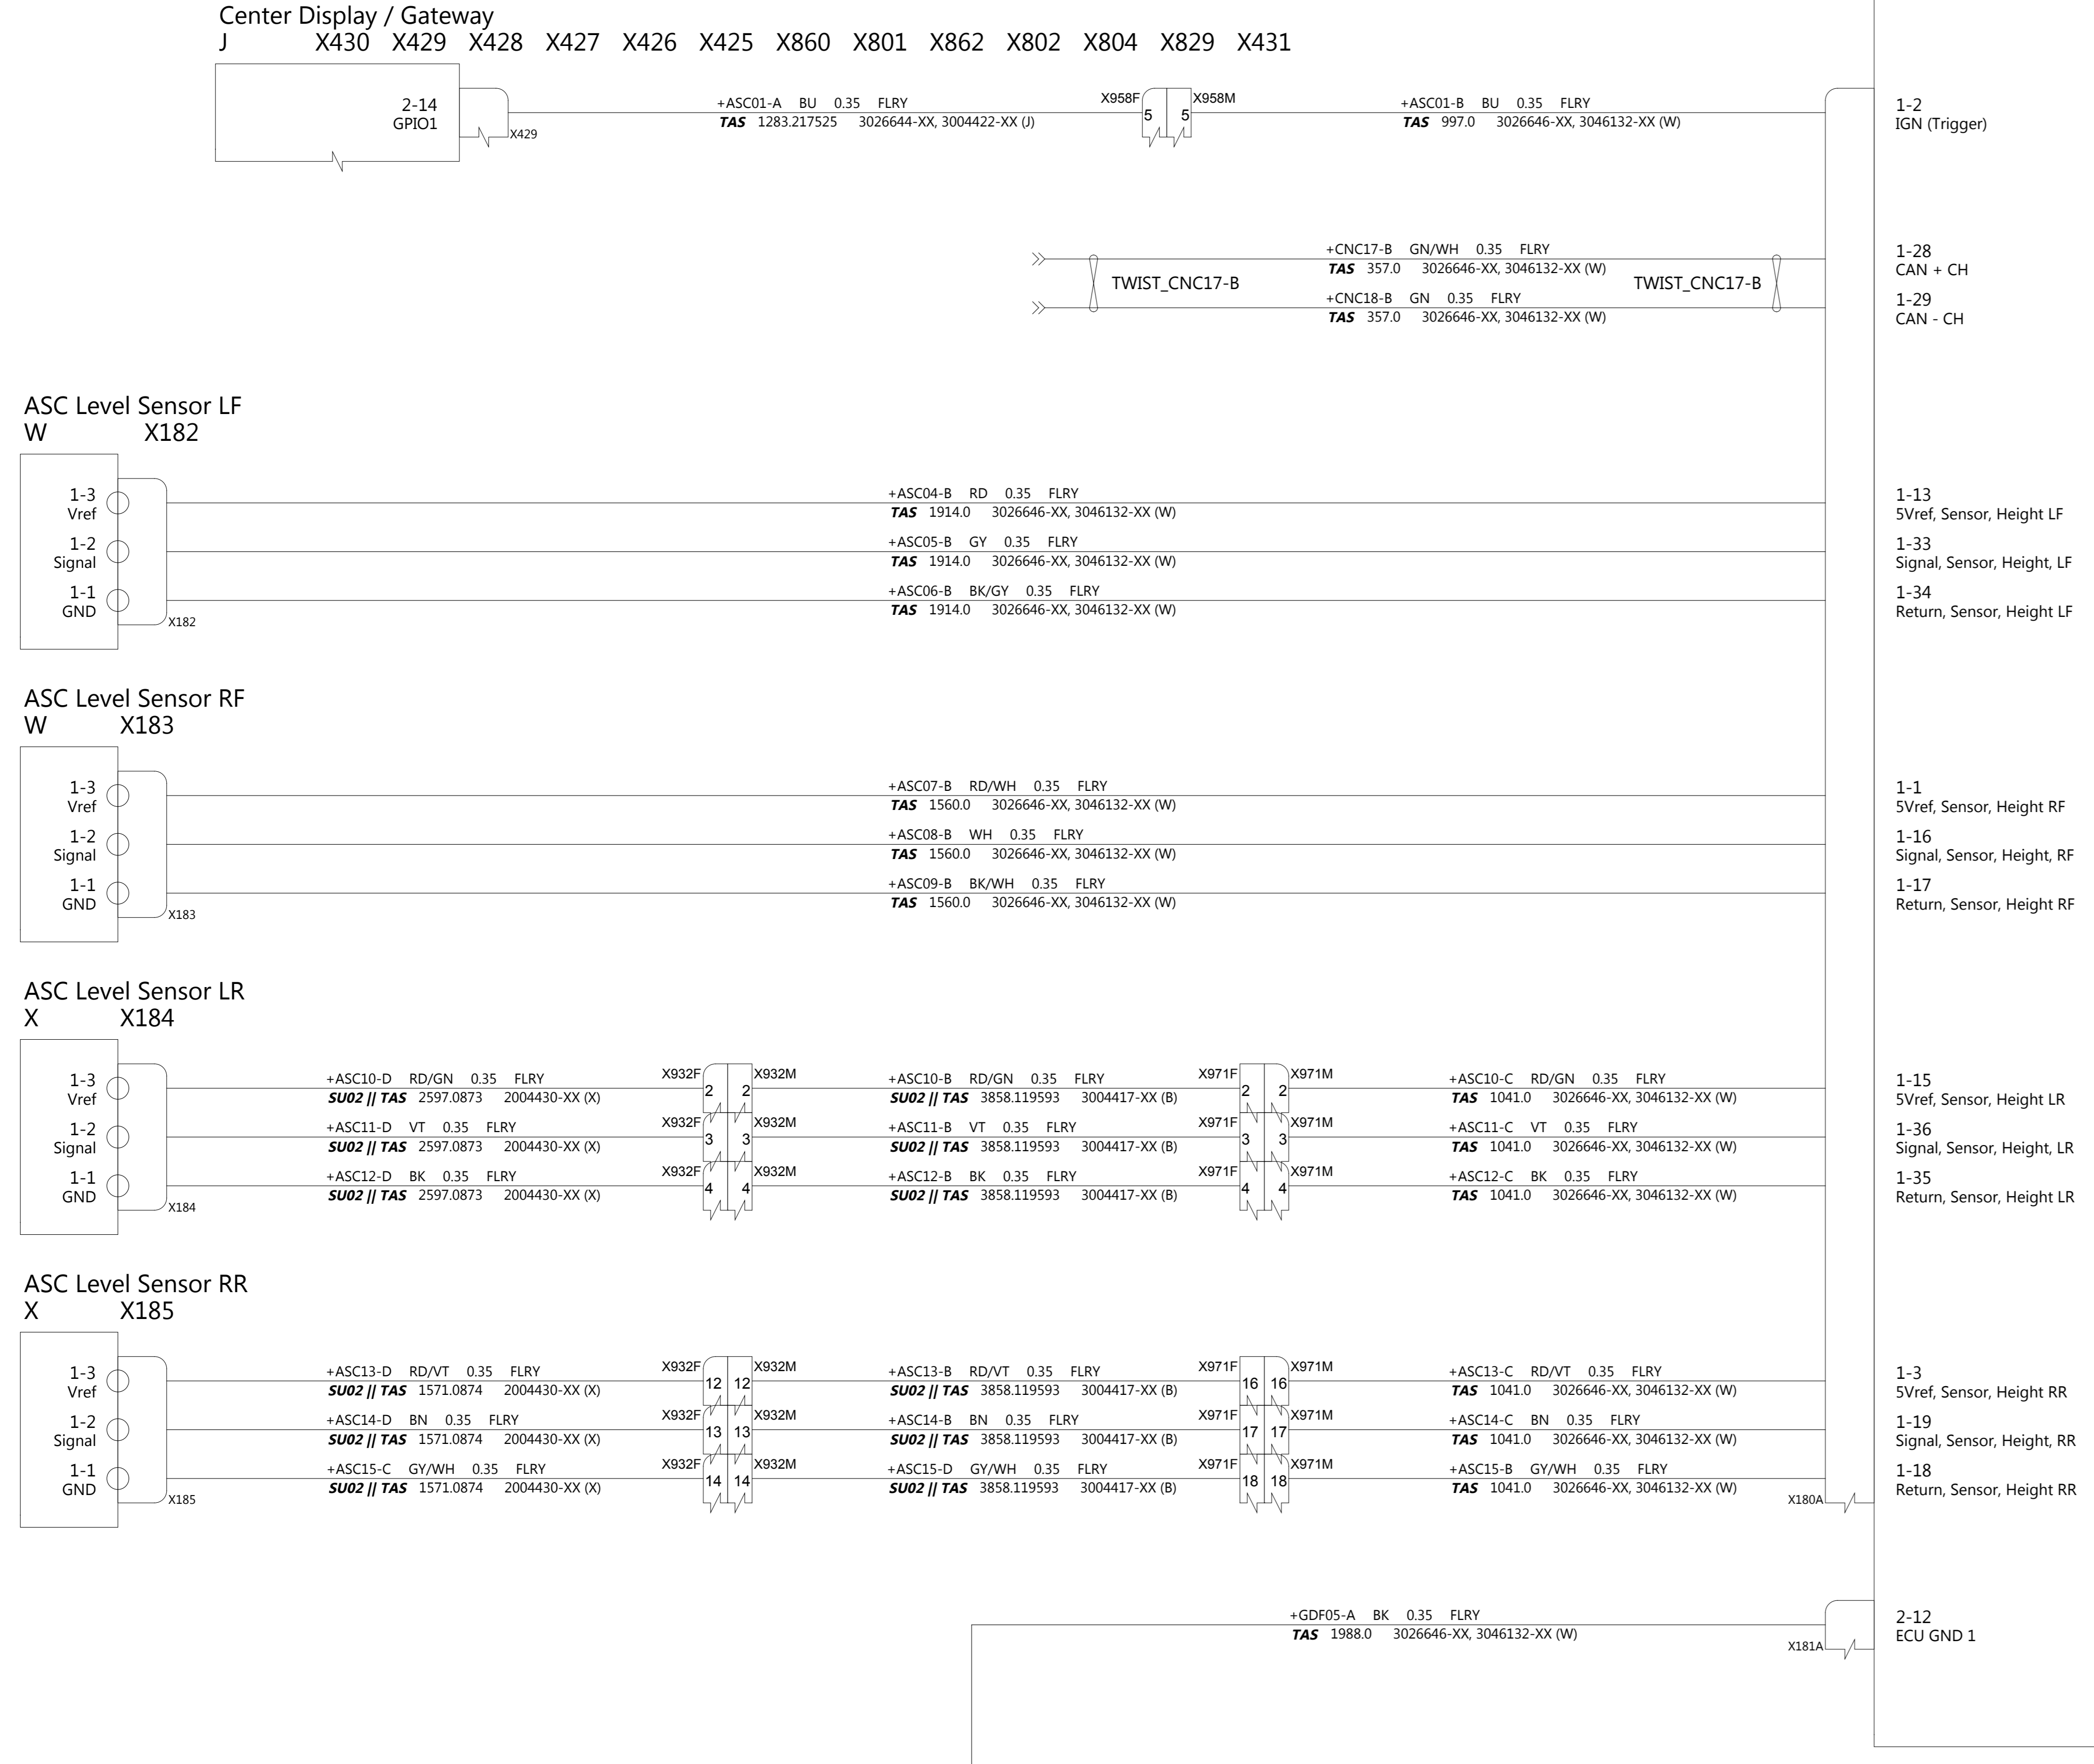 Center Display / Gateway
J X430 X429 X428 X427 X426 X425 X860 X801 X862 X802 X804 X829 X431
2-14
GPIO1
X429
+ASC01-A BU 0.35 FLRY
TAS 1283.217525 3026644-XX, 3004422-XX (J)
X958F 5 5 X958M
+ASC01-B BU 0.35 FLRY
TAS 997.0 3026646-XX, 3046132-XX (W)
1-2
IGN (Trigger)
+CNC17-B GN/WH 0.35 FLRY
TAS 357.0 3026646-XX, 3046132-XX (W)
TWIST_CNC17-B TWIST_CNC17-B
+CNC18-B GN 0.35 FLRY
TAS 357.0 3026646-XX, 3046132-XX (W)
1-28
CAN + CH
1-29
CAN - CH
ASC Level Sensor LF
W X182
1-3
Vref
+ASC04-B RD 0.35 FLRY
TAS 1914.0 3026646-XX, 3046132-XX (W)
1-13
5Vref, Sensor, Height LF
1-2
Signal
+ASC05-B GY 0.35 FLRY
TAS 1914.0 3026646-XX, 3046132-XX (W)
1-33
Signal, Sensor, Height, LF
1-1
GND
X182
+ASC06-B BK/GY 0.35 FLRY
TAS 1914.0 3026646-XX, 3046132-XX (W)
1-34
Return, Sensor, Height LF
ASC Level Sensor RF
W X183
1-3
Vref
+ASC07-B RD/WH 0.35 FLRY
TAS 1560.0 3026646-XX, 3046132-XX (W)
1-1
5Vref, Sensor, Height RF
1-2
Signal
+ASC08-B WH 0.35 FLRY
TAS 1560.0 3026646-XX, 3046132-XX (W)
1-16
Signal, Sensor, Height, RF
1-1
GND
X183
+ASC09-B BK/WH 0.35 FLRY
TAS 1560.0 3026646-XX, 3046132-XX (W)
1-17
Return, Sensor, Height RF
ASC Level Sensor LR
X X184
1-3
Vref
+ASC10-D RD/GN 0.35 FLRY
SU02 || TAS 2597.0873 2004430-XX (X)
X932F 2 2 X932M
+ASC10-B RD/GN 0.35 FLRY
SU02 || TAS 3858.119593 3004417-XX (B)
X971F 2 2 X971M
+ASC10-C RD/GN 0.35 FLRY
TAS 1041.0 3026646-XX, 3046132-XX (W)
1-15
5Vref, Sensor, Height LR
1-2
Signal
+ASC11-D VT 0.35 FLRY
SU02 || TAS 2597.0873 2004430-XX (X)
X932F 3 3 X932M
+ASC11-B VT 0.35 FLRY
SU02 || TAS 3858.119593 3004417-XX (B)
X971F 3 3 X971M
+ASC11-C VT 0.35 FLRY
TAS 1041.0 3026646-XX, 3046132-XX (W)
1-36
Signal, Sensor, Height, LR
1-1
GND
X184
+ASC12-D BK 0.35 FLRY
SU02 || TAS 2597.0873 2004430-XX (X)
X932F 4 4 X932M
+ASC12-B BK 0.35 FLRY
SU02 || TAS 3858.119593 3004417-XX (B)
X971F 4 4 X971M
+ASC12-C BK 0.35 FLRY
TAS 1041.0 3026646-XX, 3046132-XX (W)
1-35
Return, Sensor, Height LR
ASC Level Sensor RR
X X185
1-3
Vref
+ASC13-D RD/VT 0.35 FLRY
SU02 || TAS 1571.0874 2004430-XX (X)
X932F 12 12 X932M
+ASC13-B RD/VT 0.35 FLRY
SU02 || TAS 3858.119593 3004417-XX (B)
X971F 16 16 X971M
+ASC13-C RD/VT 0.35 FLRY
TAS 1041.0 3026646-XX, 3046132-XX (W)
1-3
5Vref, Sensor, Height RR
1-2
Signal
+ASC14-D BN 0.35 FLRY
SU02 || TAS 1571.0874 2004430-XX (X)
X932F 13 13 X932M
+ASC14-B BN 0.35 FLRY
SU02 || TAS 3858.119593 3004417-XX (B)
X971F 17 17 X971M
+ASC14-C BN 0.35 FLRY
TAS 1041.0 3026646-XX, 3046132-XX (W)
1-19
Signal, Sensor, Height, RR
1-1
GND
X185
+ASC15-C GY/WH 0.35 FLRY
SU02 || TAS 1571.0874 2004430-XX (X)
X932F 14 14 X932M
+ASC15-D GY/WH 0.35 FLRY
SU02 || TAS 3858.119593 3004417-XX (B)
X971F 18 18 X971M
+ASC15-B GY/WH 0.35 FLRY
TAS 1041.0 3026646-XX, 3046132-XX (W)
X180A
1-18
Return, Sensor, Height RR
+GDF05-A BK 0.35 FLRY
TAS 1988.0 3026646-XX, 3046132-XX (W)
X181A
2-12
ECU GND 1